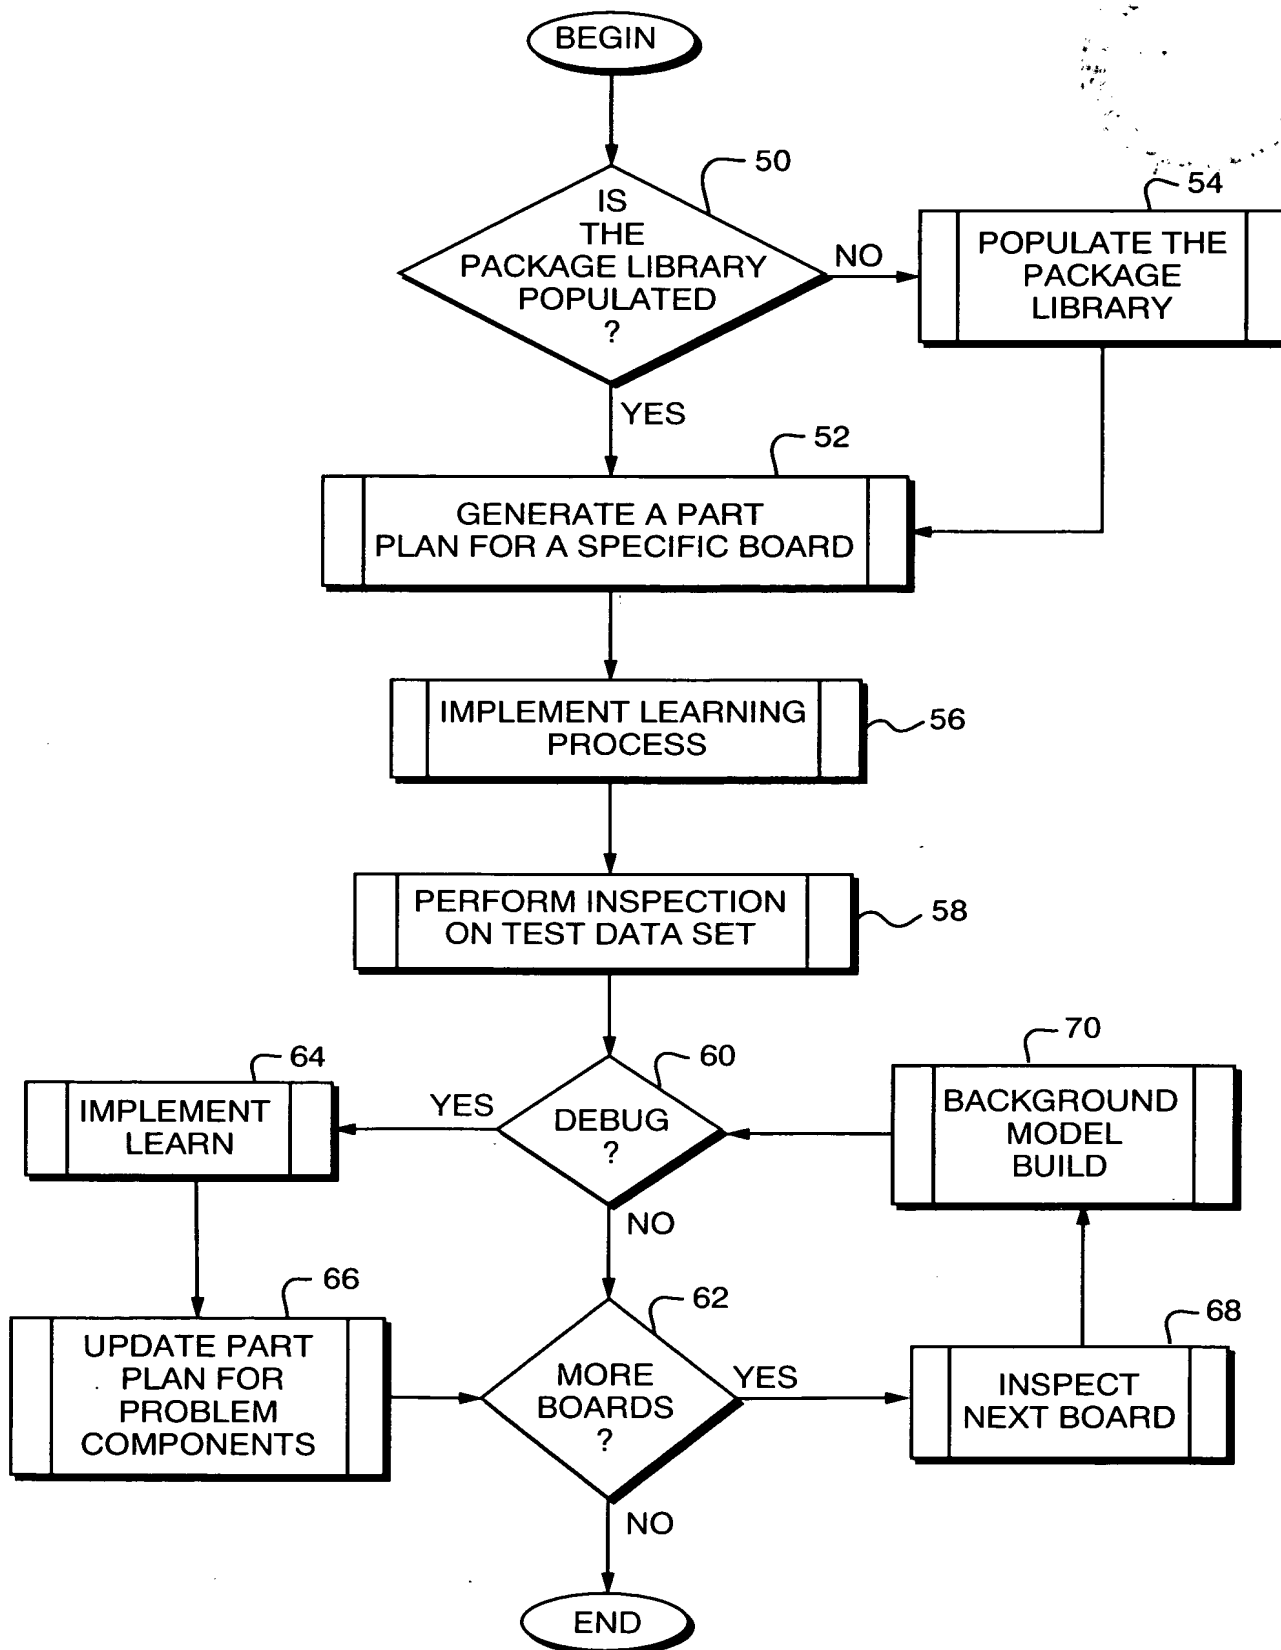 BEGIN
50
IS
THE
PACKAGE LIBRARY
POPULATED
?
NO
54
POPULATE THE
PACKAGE
LIBRARY
YES
52
GENERATE A PART
PLAN FOR A SPECIFIC BOARD
IMPLEMENT LEARNING
PROCESS
56
PERFORM INSPECTION
ON TEST DATA SET
58
60
DEBUG
?
YES
64
IMPLEMENT
LEARN
70
BACKGROUND
MODEL
BUILD
NO
66
UPDATE PART
PLAN FOR
PROBLEM
COMPONENTS
62
MORE
BOARDS
?
YES
68
INSPECT
NEXT BOARD
NO
END